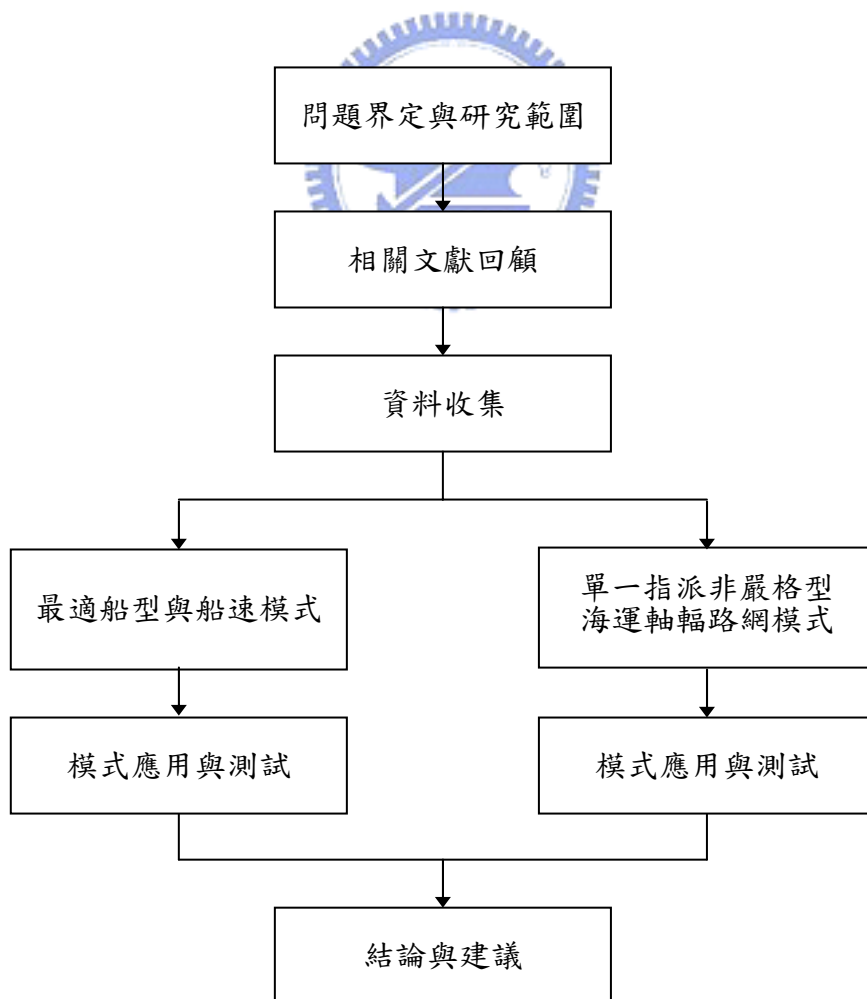 問題界定與研究範圍
相關文獻回顧
資料收集
最適船型與船速模式
單一指派非嚴格型
海運軸輻路網模式
模式應用與測試
模式應用與測試
結論與建議